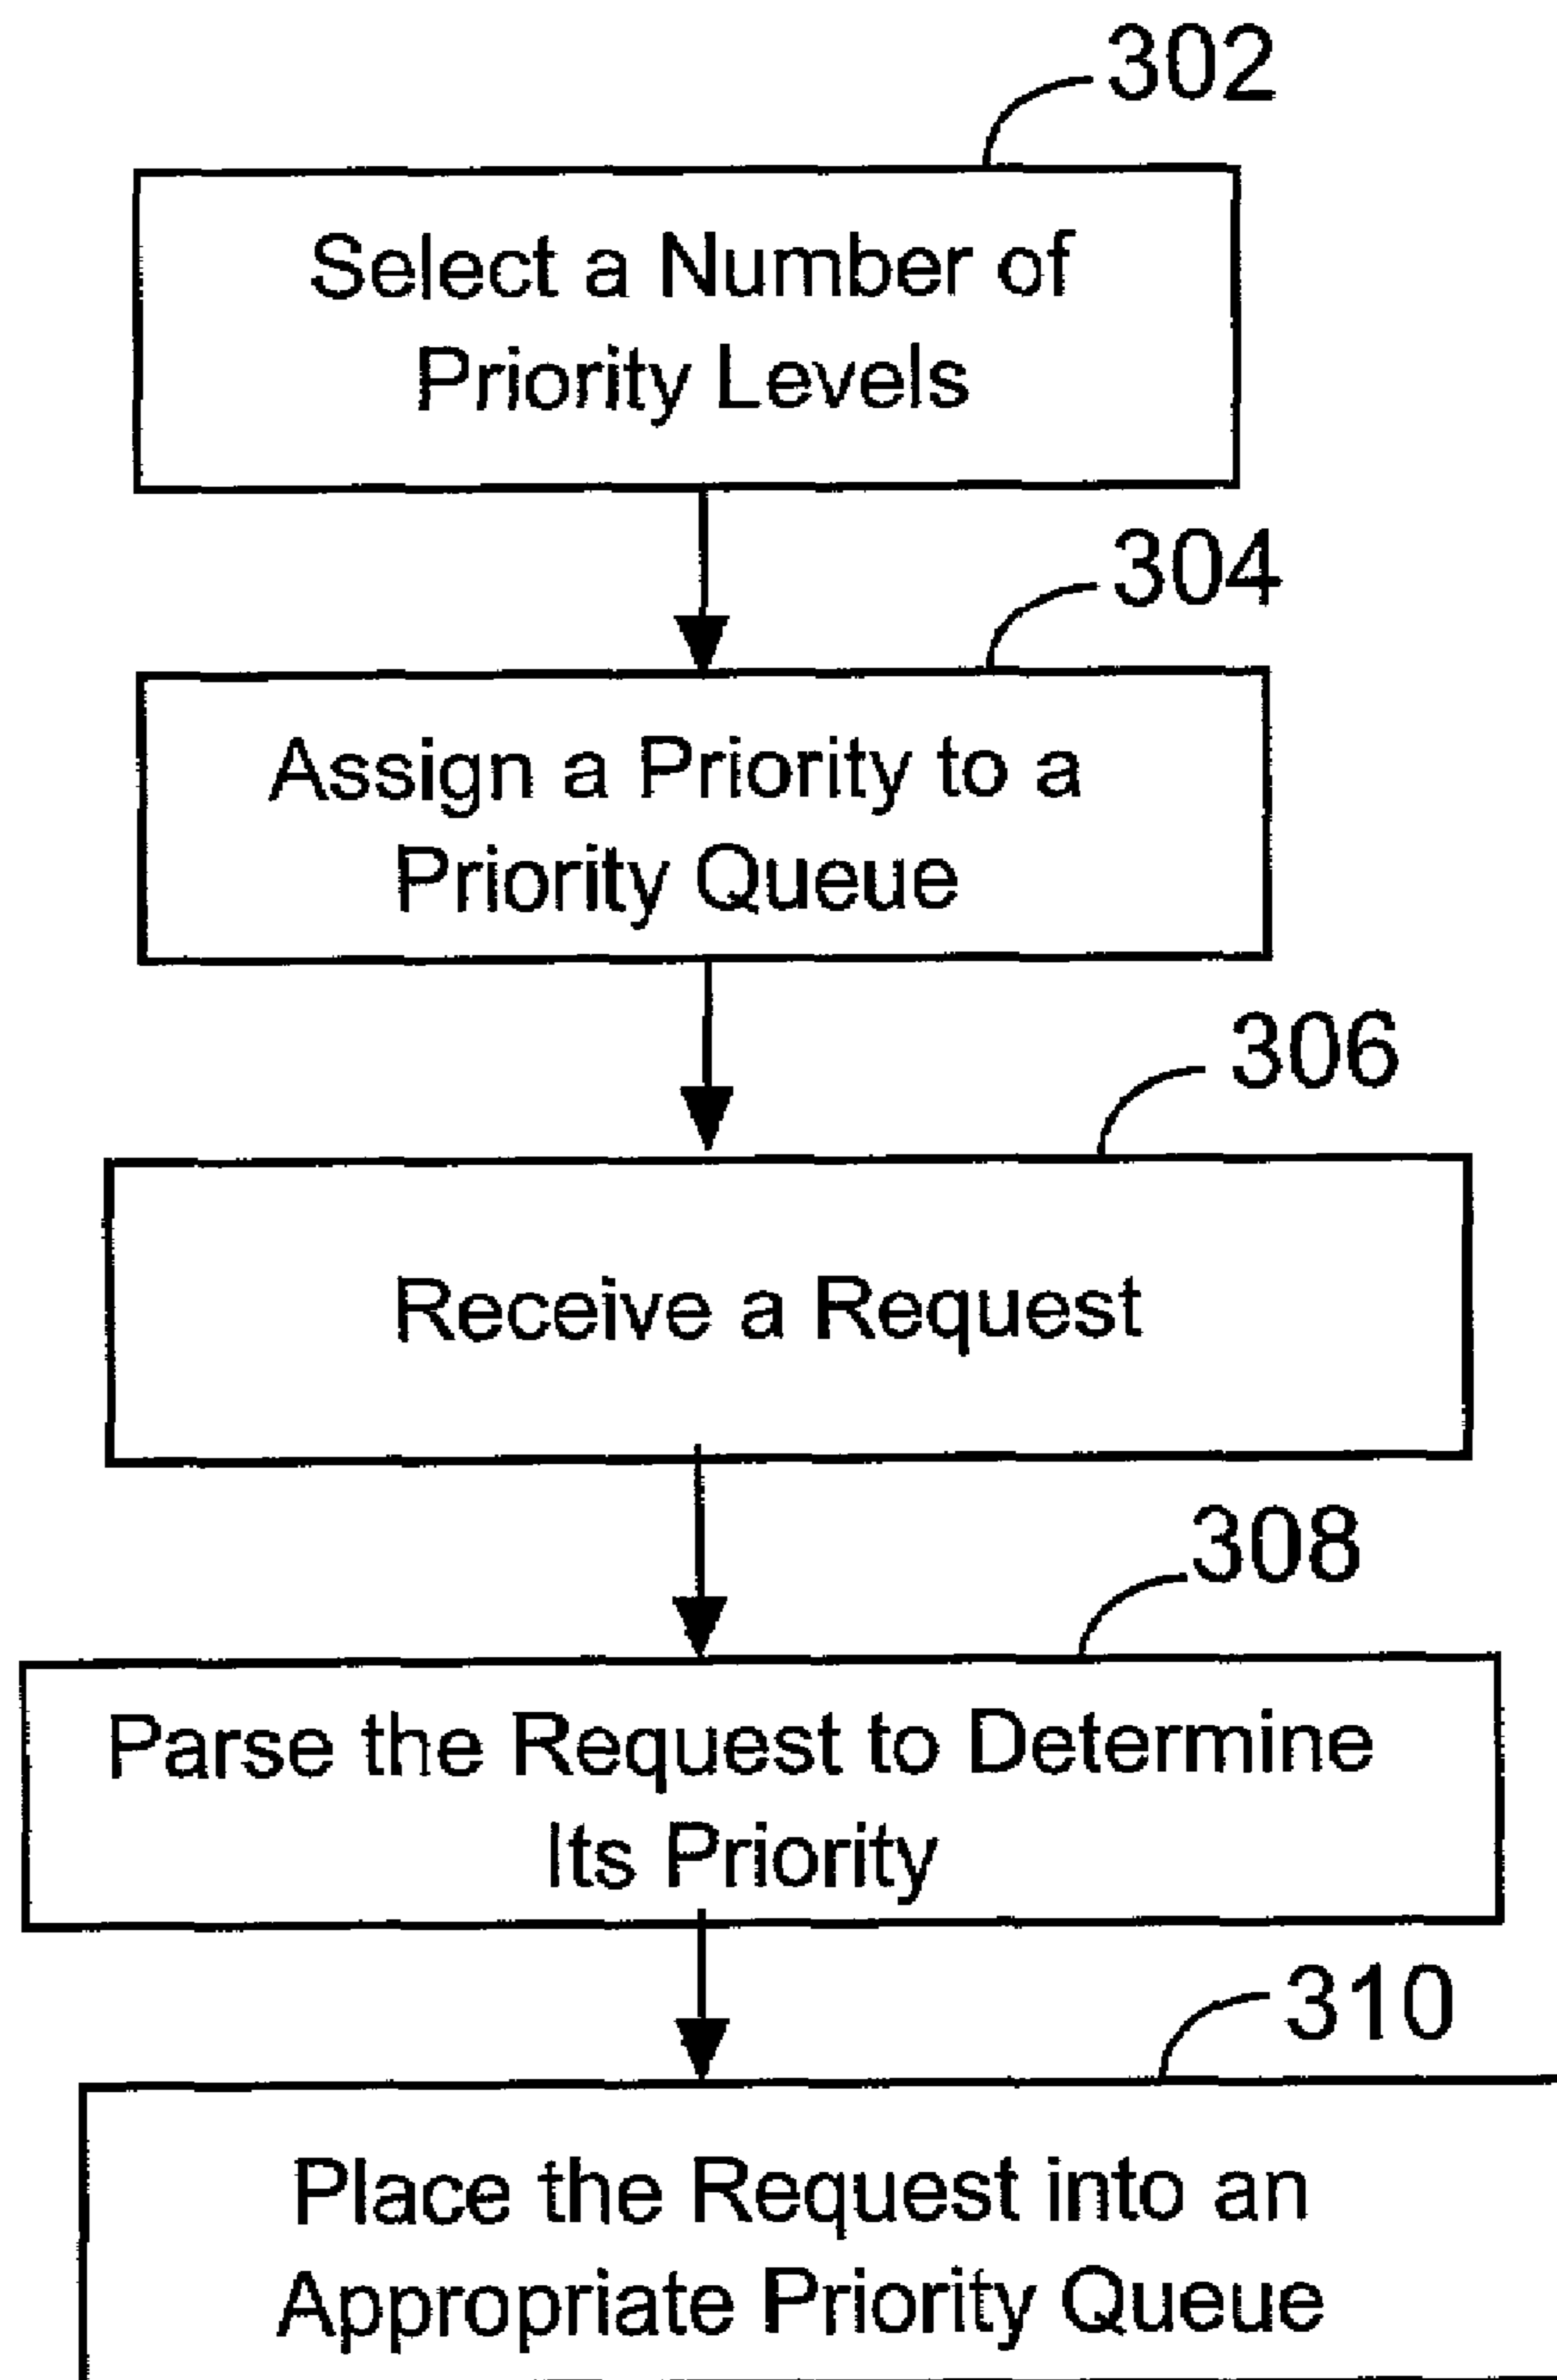 302
Select a Number of
Priority Levels
304
Assign a Priority to a
Priority Queue
306
Receive a Request
308
Parse the Request to Determine
Its Priority
310
Place the Request into an
Appropriate Priority Queue